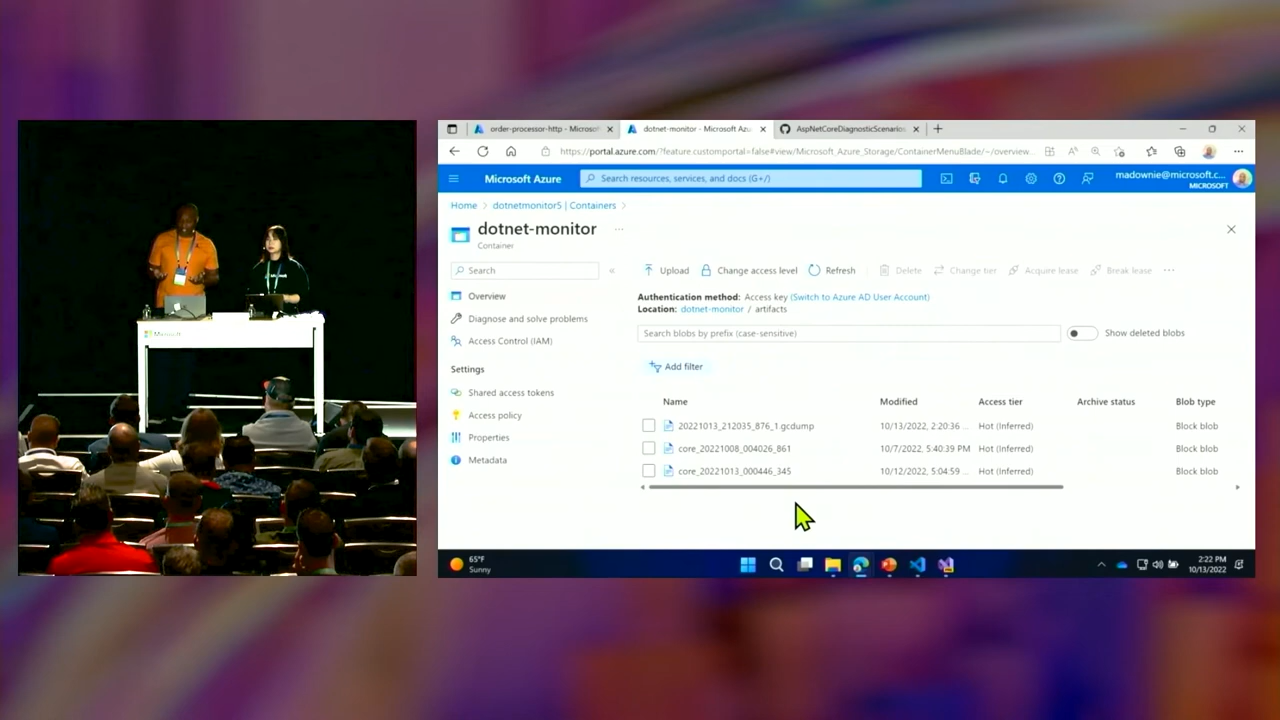 order-processor-http - Microsof
dotnet-monitor - Microsoft Azu
AspNetCoreDiagnosticScenarios
https://portal.azure.com/?feature.customportal=false#view/Microsoft_Azure_Storage/ContainerMenuBlade/~/overview...
Microsoft Azure
Search resources, services, and docs (G+/)
madownie@microsoft.c...
MICROSOFT
Home > dotnetmonitor5 | Containers >
dotnet-monitor
...
Container
Search
«
Upload
Change access level
Refresh
Delete
Change tier
Acquire lease
Break lease
...
Overview
Diagnose and solve problems
Access Control (IAM)
Settings
Shared access tokens
Access policy
Properties
Metadata
Authentication method: Access key (Switch to Azure AD User Account)
Location: dotnet-monitor / artifacts
Search blobs by prefix (case-sensitive)
Show deleted blobs
Add filter
Name Modified Access tier Archive status Blob type
20221013_212035_876_1.gcdump 10/13/2022, 2:20:36 ... Hot (Inferred) Block blob
core_20221008_004026_861 10/7/2022, 5:40:39 PM Hot (Inferred) Block blob
core_20221013_000446_345 10/12/2022, 5:04:59 ... Hot (Inferred) Block blob
65°F
Sunny
2:22 PM
10/13/2022
Microsoft